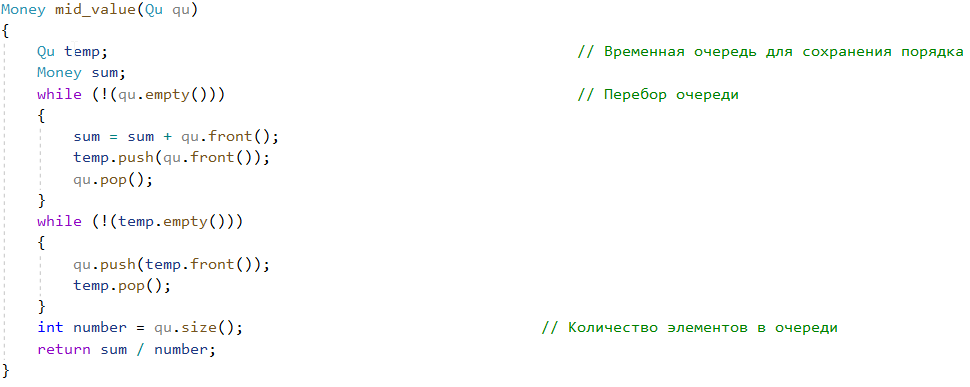 Money mid_value(Qu qu)
{
    Qu temp;                                                    // Временная очередь для сохранения порядка
    Money sum;
    while (!(qu.empty()))                                       // Перебор очереди
    {
        sum = sum + qu.front();
        temp.push(qu.front());
        qu.pop();
    }
    while (!(temp.empty()))
    {
        qu.push(temp.front());
        temp.pop();
    }
    int number = qu.size();                                 // Количество элементов в очереди
    return sum / number;
}